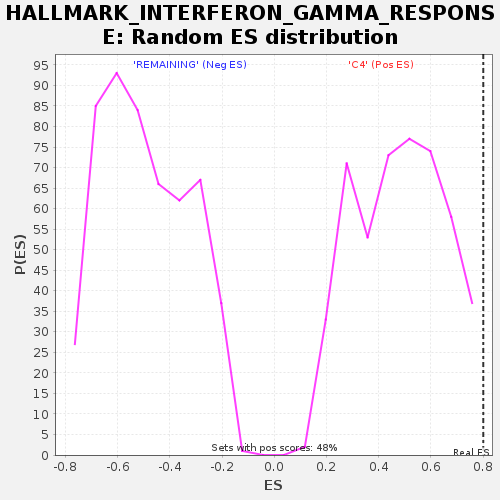 HALLMARK_INTERFERON_GAMMA_RESPONS
E: Random ES distribution
'REMAINING' (Neg ES)
'C4' (Pos ES)
95
90
85
80
75
70
65
60
55
50
45
40
35
30
25
20
15
10
5
0
P(ES)
Sets with pos scores: 48%
Real ES
-0.8 -0.6 -0.4 -0.2 0.0 0.2 0.4 0.6 0.8
ES